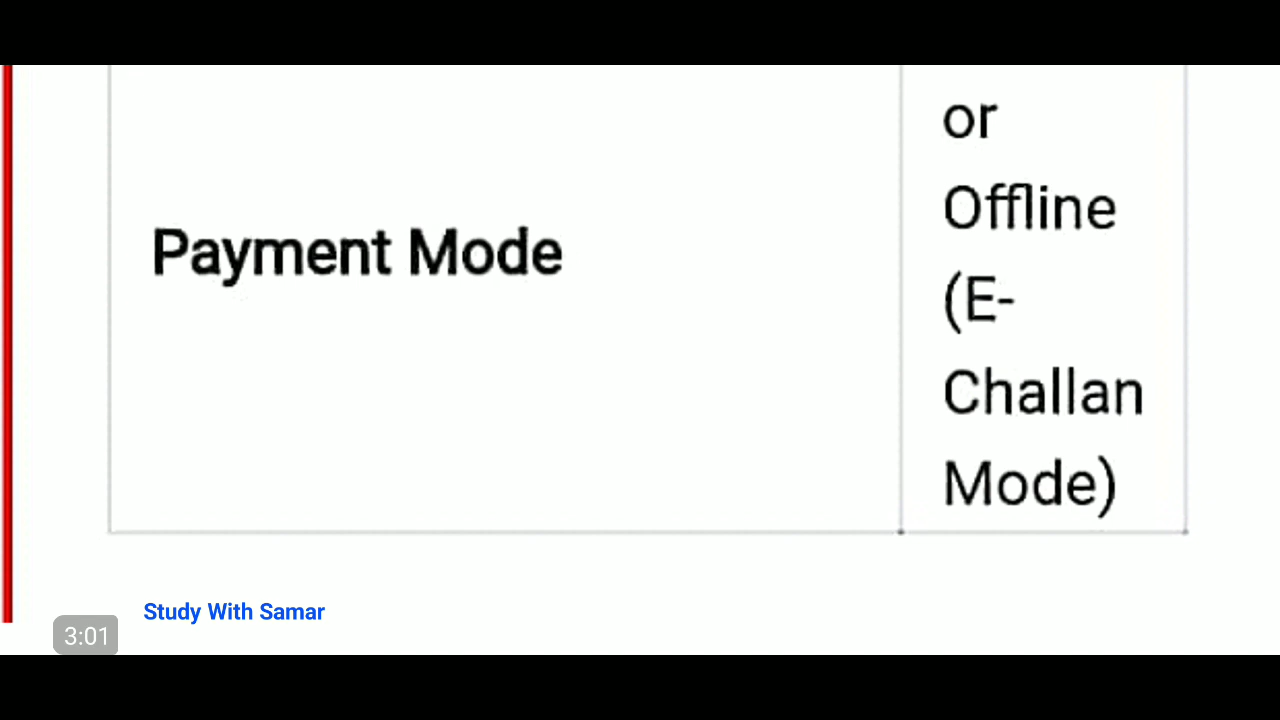 Payment Mode
or
Offline
(E-
Challan
Mode)
Study With Samar
3:01